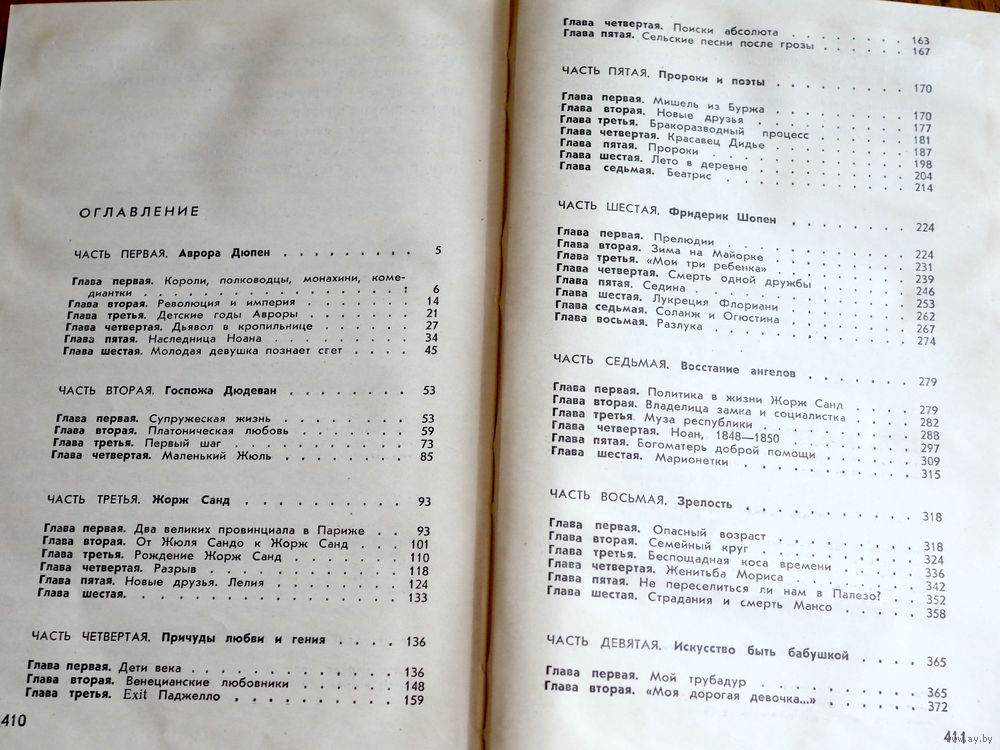 ОГЛАВЛЕНИЕ
ЧАСТЬ ПЕРВАЯ. Аврора Дюпен . . . . . . . . . 5
Глава первая. Короли, полководцы, монахини, коме-
диантки . . . . . . . . . . . . . . . . 6
Глава вторая. Революция и империя . . . . . . . 14
Глава третья. Детские годы Авроры . . . . . . . 21
Глава четвертая. Дьявол в кропильнице . . . . . . 27
Глава пятая. Наследница Ноана . . . . . . . . 34
Глава шестая. Молодая девушка познает свет . . . . 45
ЧАСТЬ ВТОРАЯ. Госпожа Дюдеван . . . . . . . . 53
Глава первая. Супружеская жизнь . . . . . . . . 53
Глава вторая. Платоническая любовь . . . . . . . 59
Глава третья. Первый шаг . . . . . . . . . . 73
Глава четвертая. Маленький Жюль . . . . . . . . 85
ЧАСТЬ ТРЕТЬЯ. Жорж Санд . . . . . . . . . . 93
Глава первая. Два великих провинциала в Париже . . . 93
Глава вторая. От Жюля Сандо к Жорж Санд . . . 101
Глава третья. Рождение Жорж Санд . . . . . . . 110
Глава четвертая. Разрыв . . . . . . . . . . . 118
Глава пятая. Новые друзья. Лелия . . . . . . . . 124
Глава шестая. . . . . . . . . . . . . . . . 133
ЧАСТЬ ЧЕТВЕРТАЯ. Причуды любви и гения . . . . 136
Глава первая. Дети века . . . . . . . . . . . 136
Глава вторая. Венецианские любовники . . . . . . 148
Глава третья. Exit Паджелло . . . . . . . . . . 159
410
Глава четвертая. Поиски абсолюта . . . . . . . . 163
Глава пятая. Сельские песни после грозы . . . . . . 167
ЧАСТЬ ПЯТАЯ. Пророки и поэты . . . . . . . . . 170
Глава первая. Мишель из Буржа . . . . . . . . 170
Глава вторая. Новые друзья . . . . . . . . . . 177
Глава третья. Бракоразводный процесс . . . . . . 181
Глава четвертая. Красавец Дидье . . . . . . . . 187
Глава пятая. Пророки . . . . . . . . . . . . 198
Глава шестая. Лето в деревне . . . . . . . . . 204
Глава седьмая. Беатрис . . . . . . . . . . . 214
ЧАСТЬ ШЕСТАЯ. Фридерик Шопен . . . . . . . . 224
Глава первая. Прелюдии . . . . . . . . . . . 224
Глава вторая. Зима на Майорке . . . . . . . . 231
Глава третья. «Мои три ребенка» . . . . . . . . 239
Глава четвертая. Смерть одной дружбы . . . . . . 246
Глава пятая. Седина . . . . . . . . . . . . 253
Глава шестая. Лукреция Флориани . . . . . . . 262
Глава седьмая. Соланж и Огюстина . . . . . . . 267
Глава восьмая. Разлука . . . . . . . . . . . 274
ЧАСТЬ СЕДЬМАЯ. Восстание ангелов . . . . . . . 279
Глава первая. Политика в жизни Жорж Санд . . . . 279
Глава вторая. Владелица замка и социалистка . . . . 282
Глава третья. Муза республики . . . . . . . . . 288
Глава четвертая. Ноан, 1848—1850 . . . . . . . 297
Глава пятая. Богоматерь доброй помощи . . . . . . 309
Глава шестая. Марионетки . . . . . . . . . . 315
ЧАСТЬ ВОСЬМАЯ. Зрелость . . . . . . . . . . 318
Глава первая. Опасный возраст . . . . . . . . 318
Глава вторая. Семейный круг . . . . . . . . . 324
Глава третья. Беспощадная коса времени . . . . . . 336
Глава четвертая. Женитьба Мориса . . . . . . . 342
Глава пятая. Не переселиться ли нам в Палезо? . . . 352
Глава шестая. Страдания и смерть Мансо . . . . . 358
ЧАСТЬ ДЕВЯТАЯ. Искусство быть бабушкой . . . . 365
Глава первая. Мой трубадур . . . . . . . . . 365
Глава вторая. «Моя дорогая девочка...» . . . . . . 372
411